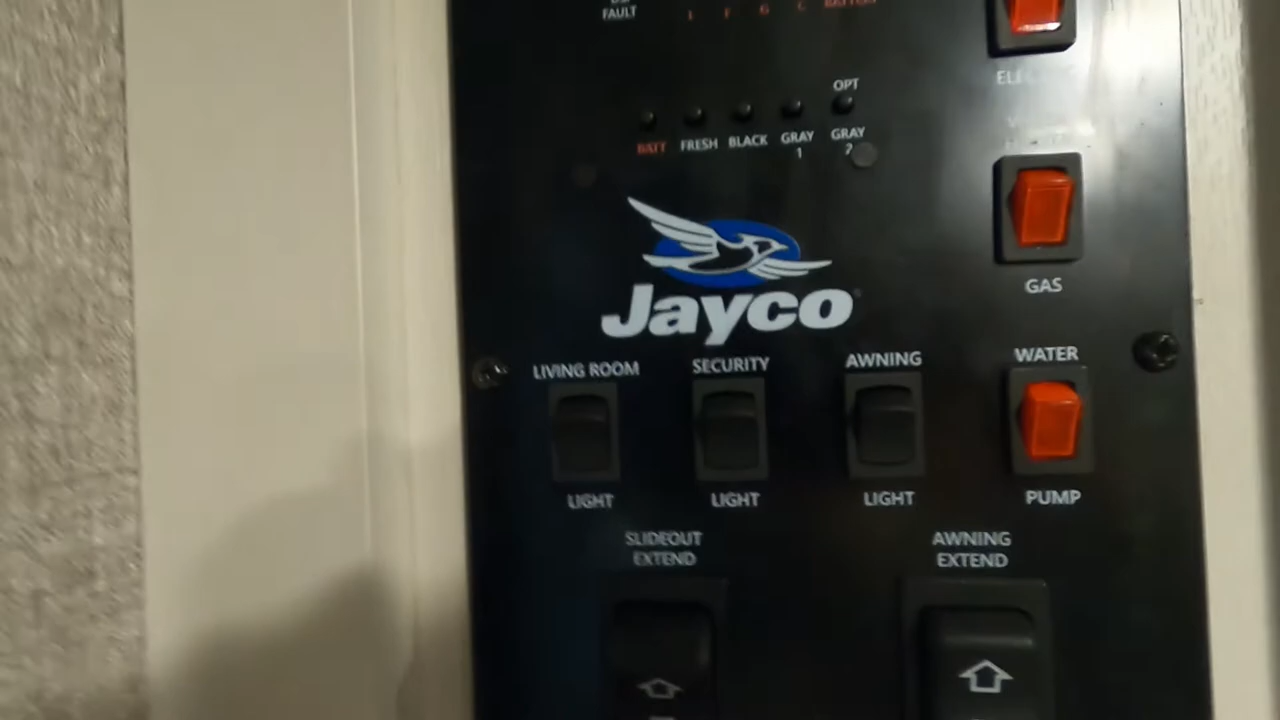 FAULT
OPT
BATT FRESH BLACK GRAY 1 GRAY 2
GAS
Jayco
LIVING ROOM SECURITY AWNING WATER
LIGHT LIGHT LIGHT PUMP
SLIDEOUT EXTEND
AWNING EXTEND